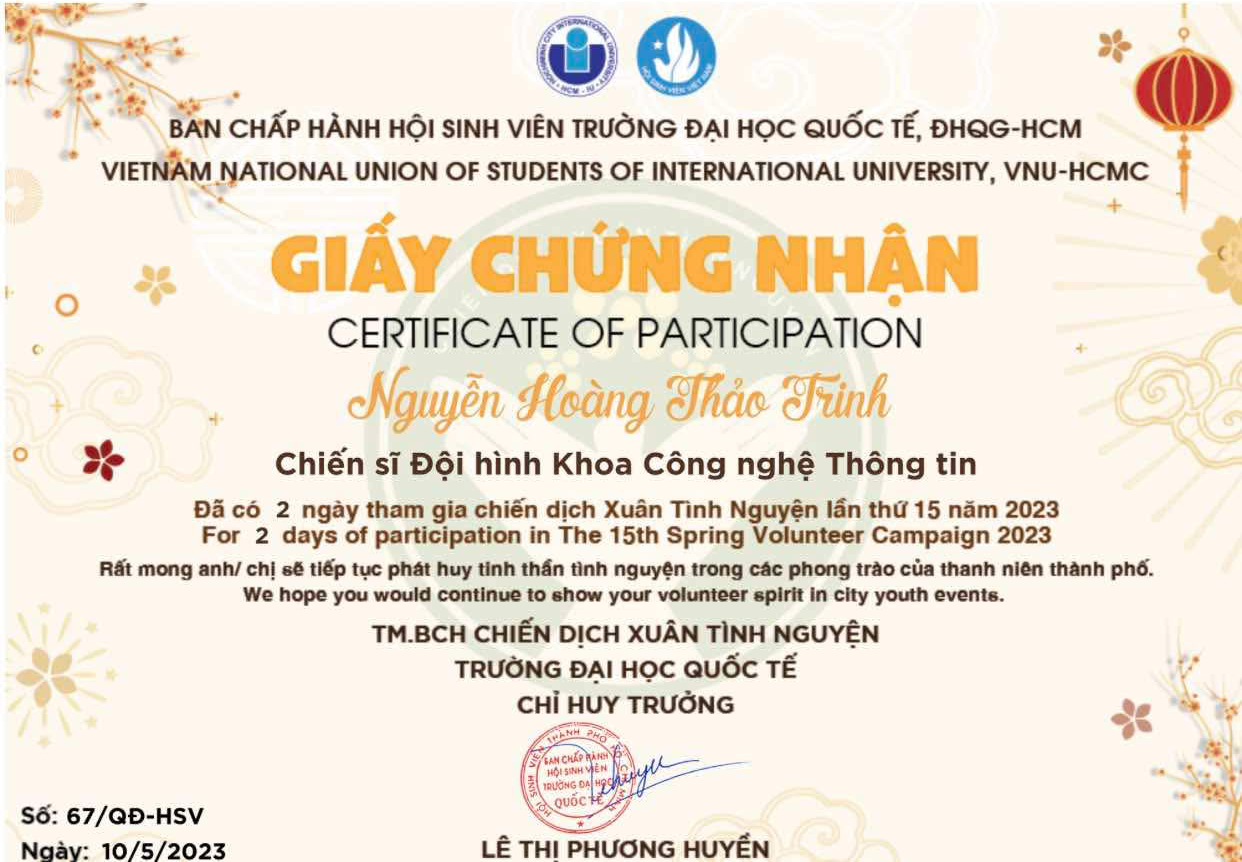 HOCHIMINH CITY INTERNATIONAL UNIVERSITY
HCM - IU
HỘI SINH VIÊN VIỆT NAM
BAN CHẤP HÀNH HỘI SINH VIÊN TRƯỜNG ĐẠI HỌC QUỐC TẾ, ĐHQG-HCM
VIETNAM NATIONAL UNION OF STUDENTS OF INTERNATIONAL UNIVERSITY, VNU-HCMC
GIẤY CHỨNG NHẬN
CERTIFICATE OF PARTICIPATION
Nguyễn Hoàng Thảo Trinh
Chiến sĩ Đội hình Khoa Công nghệ Thông tin
Đã có 2 ngày tham gia chiến dịch Xuân Tình Nguyện lần thứ 15 năm 2023
For 2 days of participation in The 15th Spring Volunteer Campaign 2023
Rất mong anh/ chị sẽ tiếp tục phát huy tinh thần tình nguyện trong các phong trào của thanh niên thành phố.
We hope you would continue to show your volunteer spirit in city youth events.
TM.BCH CHIẾN DỊCH XUÂN TÌNH NGUYỆN
TRƯỜNG ĐẠI HỌC QUỐC TẾ
CHỈ HUY TRƯỞNG
BAN CHẤP HÀNH
HỘI SINH VIÊN
TRƯỜNG ĐẠI HỌC
QUỐC TẾ
LÊ THỊ PHƯƠNG HUYỀN
Số: 67/QĐ-HSV
Ngày: 10/5/2023